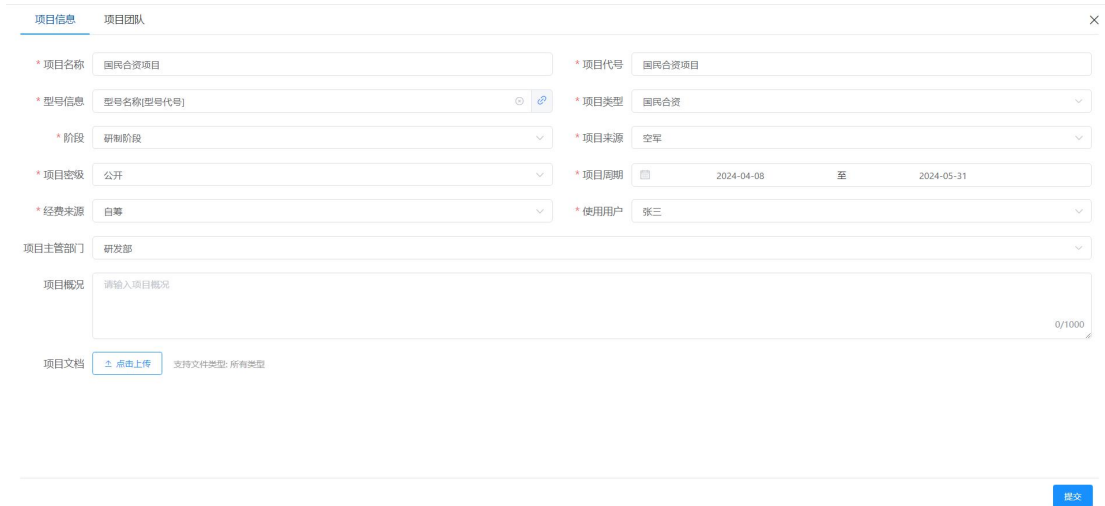 项目信息 项目团队
* 项目名称 国民合资项目 * 项目代号 国民合资项目
* 型号信息 型号名称[型号代号] * 项目类型 国民合资
* 阶段 研制阶段 * 项目来源 空军
* 项目密级 公开 * 项目周期 2024-04-08 至 2024-05-31
* 经费来源 自筹 * 使用用户 张三
项目主管部门 研发部
项目概况 请输入项目概况
0/1000
项目文档 点击上传 支持文件类型: 所有类型
提交